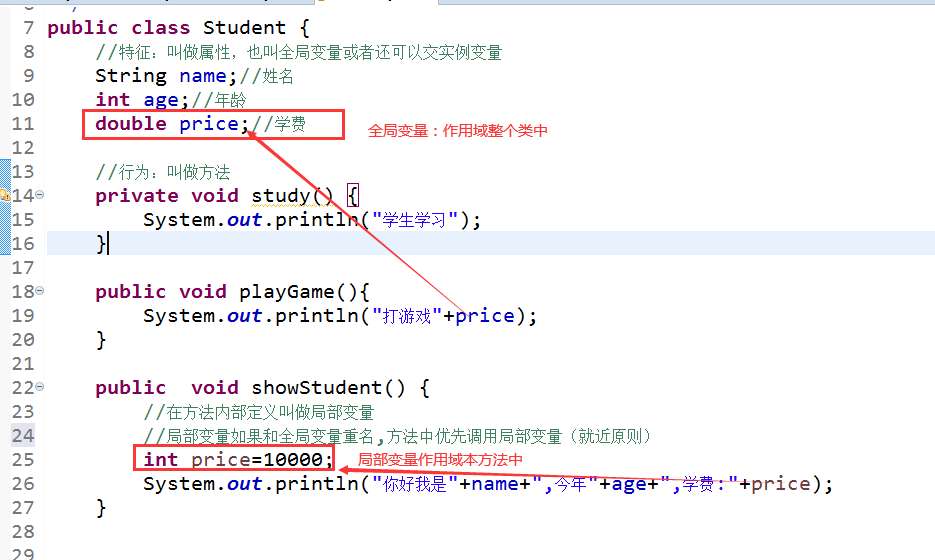 7 public class Student {
8 //特征：叫做属性，也叫全局变量或者还可以交实例变量
9 String name;//姓名
10 int age;//年龄
11 double price;//学费
全局变量：作用域整个类中
12
13 //行为：叫做方法
14 private void study() {
15 System.out.println("学生学习");
16 }
17
18 public void playGame(){
19 System.out.println("打游戏"+price);
20 }
21
22 public  void showStudent() {
23 //在方法内部定义叫做局部变量
24 //局部变量如果和全局变量重名,方法中优先调用局部变量（就近原则）
25 int price=10000;
局部变量作用域本方法中
26 System.out.println("你好我是"+name+",今年"+age+",学费:"+price);
27 }
28
29